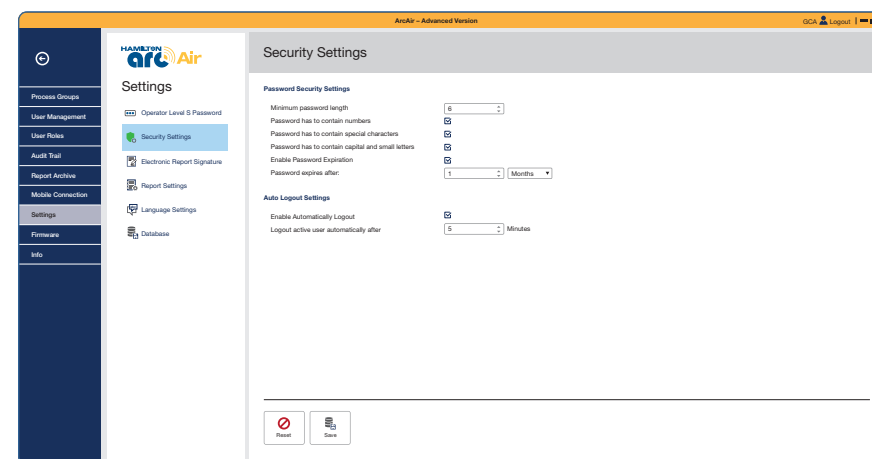 ArcAir – Advanced Version
GCA Logout
HAMILTON
arc Air
Security Settings
Process Groups
User Management
User Roles
Audit Trail
Report Archive
Mobile Connection
Settings
Firmware
Info
Settings
Operator Level S Password
Security Settings
Electronic Report Signature
Report Settings
Language Settings
Database
Password Security Settings
Minimum password length 6
Password has to contain numbers
Password has to contain special characters
Password has to contain capital and small letters
Enable Password Expiration
Password expires after: 1 Months
Auto Logout Settings
Enable Automatically Logout
Logout active user automatically after 5 Minutes
Reset
Save